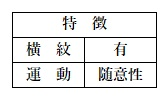 特 徴
横 紋 有
運 動 随意性